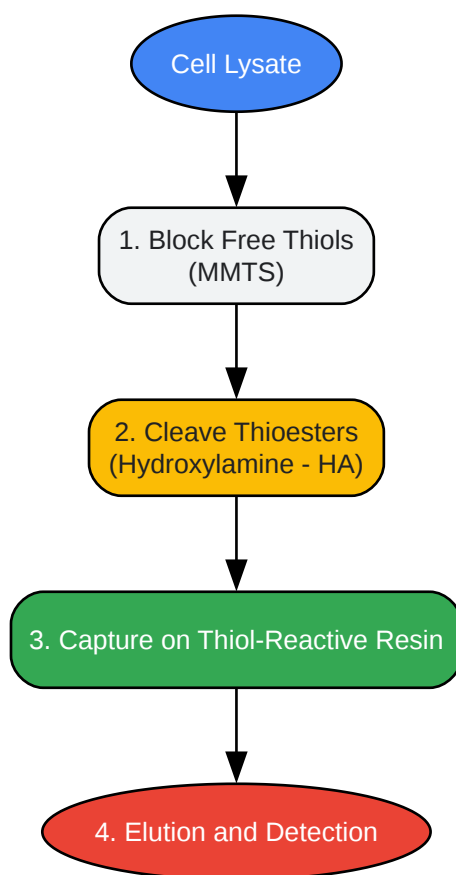 Cell Lysate
1. Block Free Thiols
(MMTS)
2. Cleave Thioesters
(Hydroxylamine - HA)
3. Capture on Thiol-Reactive Resin
4. Elution and Detection